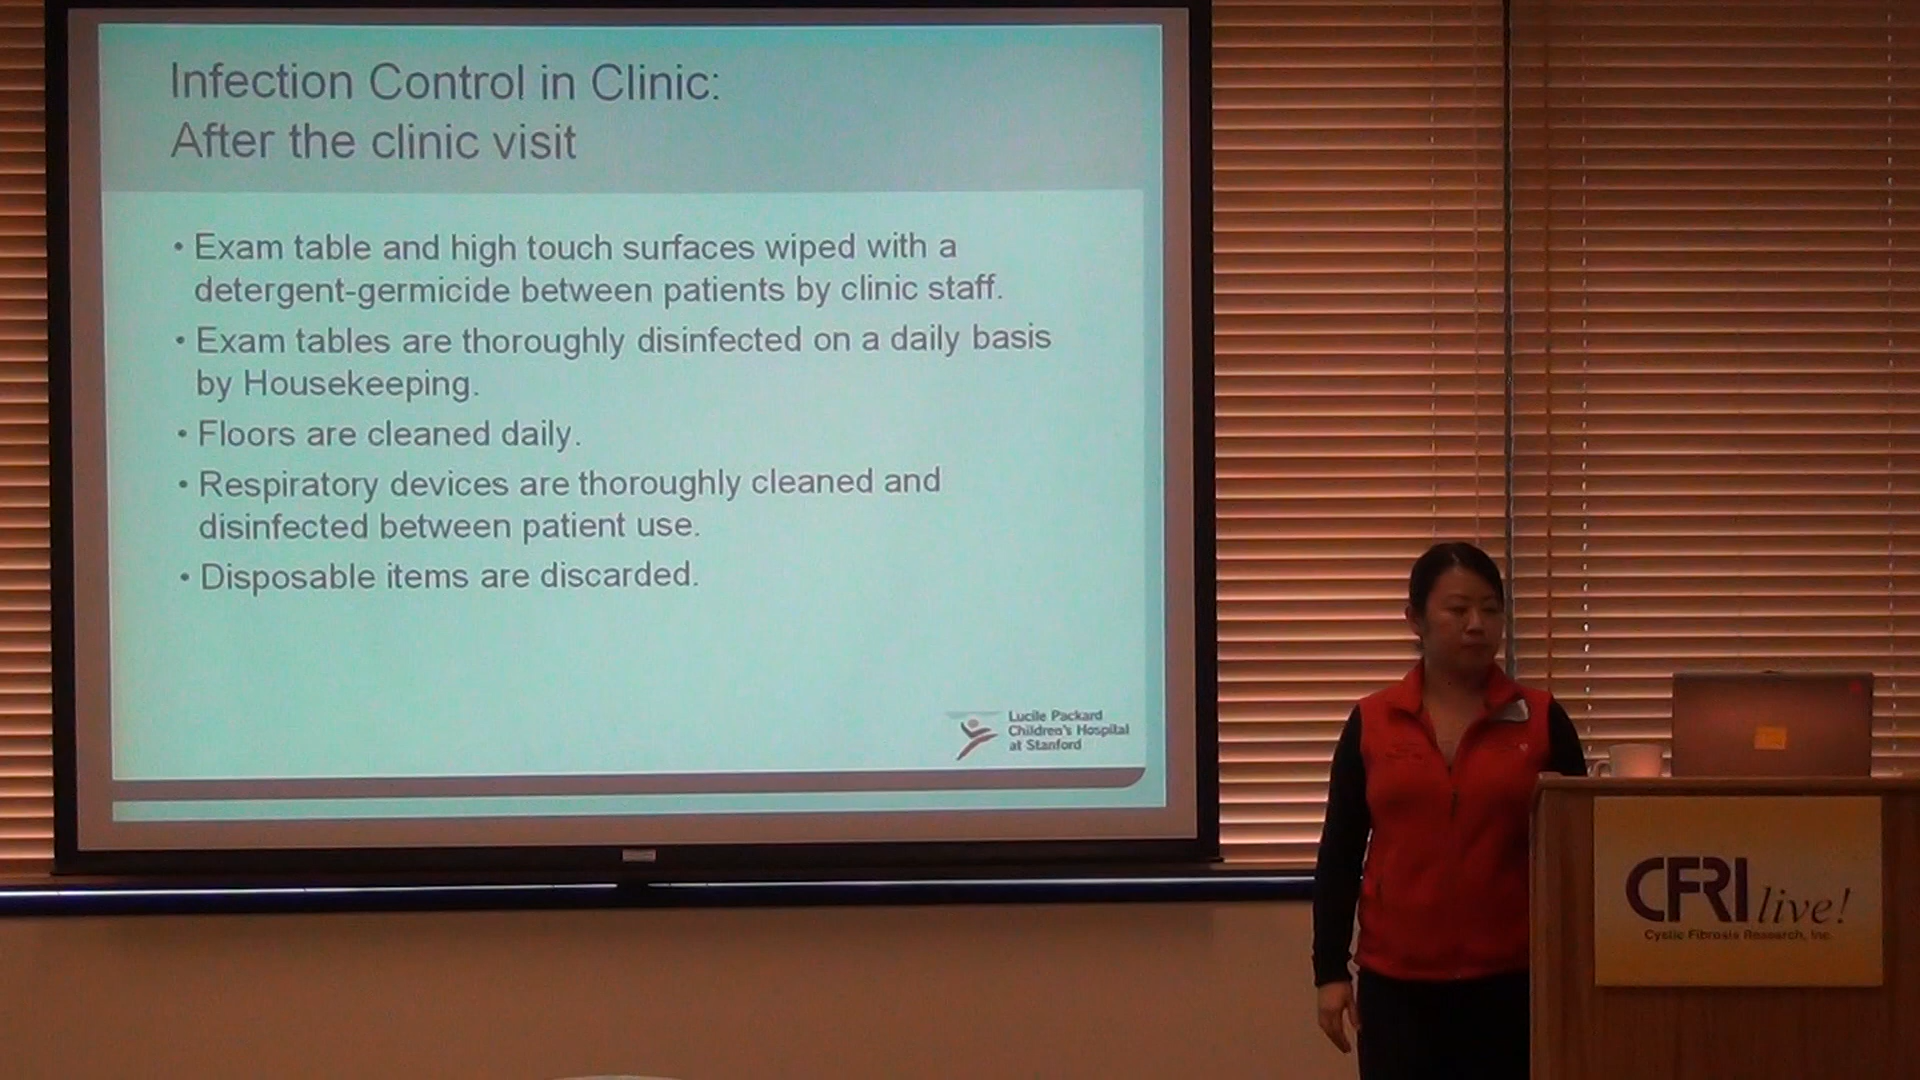 Infection Control in Clinic:
After the clinic visit
• Exam table and high touch surfaces wiped with a
detergent-germicide between patients by clinic staff.
• Exam tables are thoroughly disinfected on a daily basis
by Housekeeping.
• Floors are cleaned daily.
• Respiratory devices are thoroughly cleaned and
disinfected between patient use.
• Disposable items are discarded.
Lucile Packard
Children's Hospital
at Stanford
CFRI live!
Cystic Fibrosis Research, Inc.